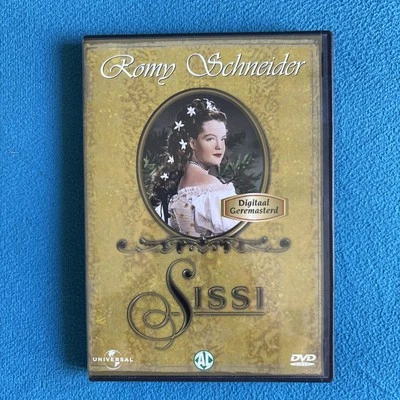 Romy Schneider
Digitaal
Geremasterd
SISSI
UNIVERSAL
AL
DVD